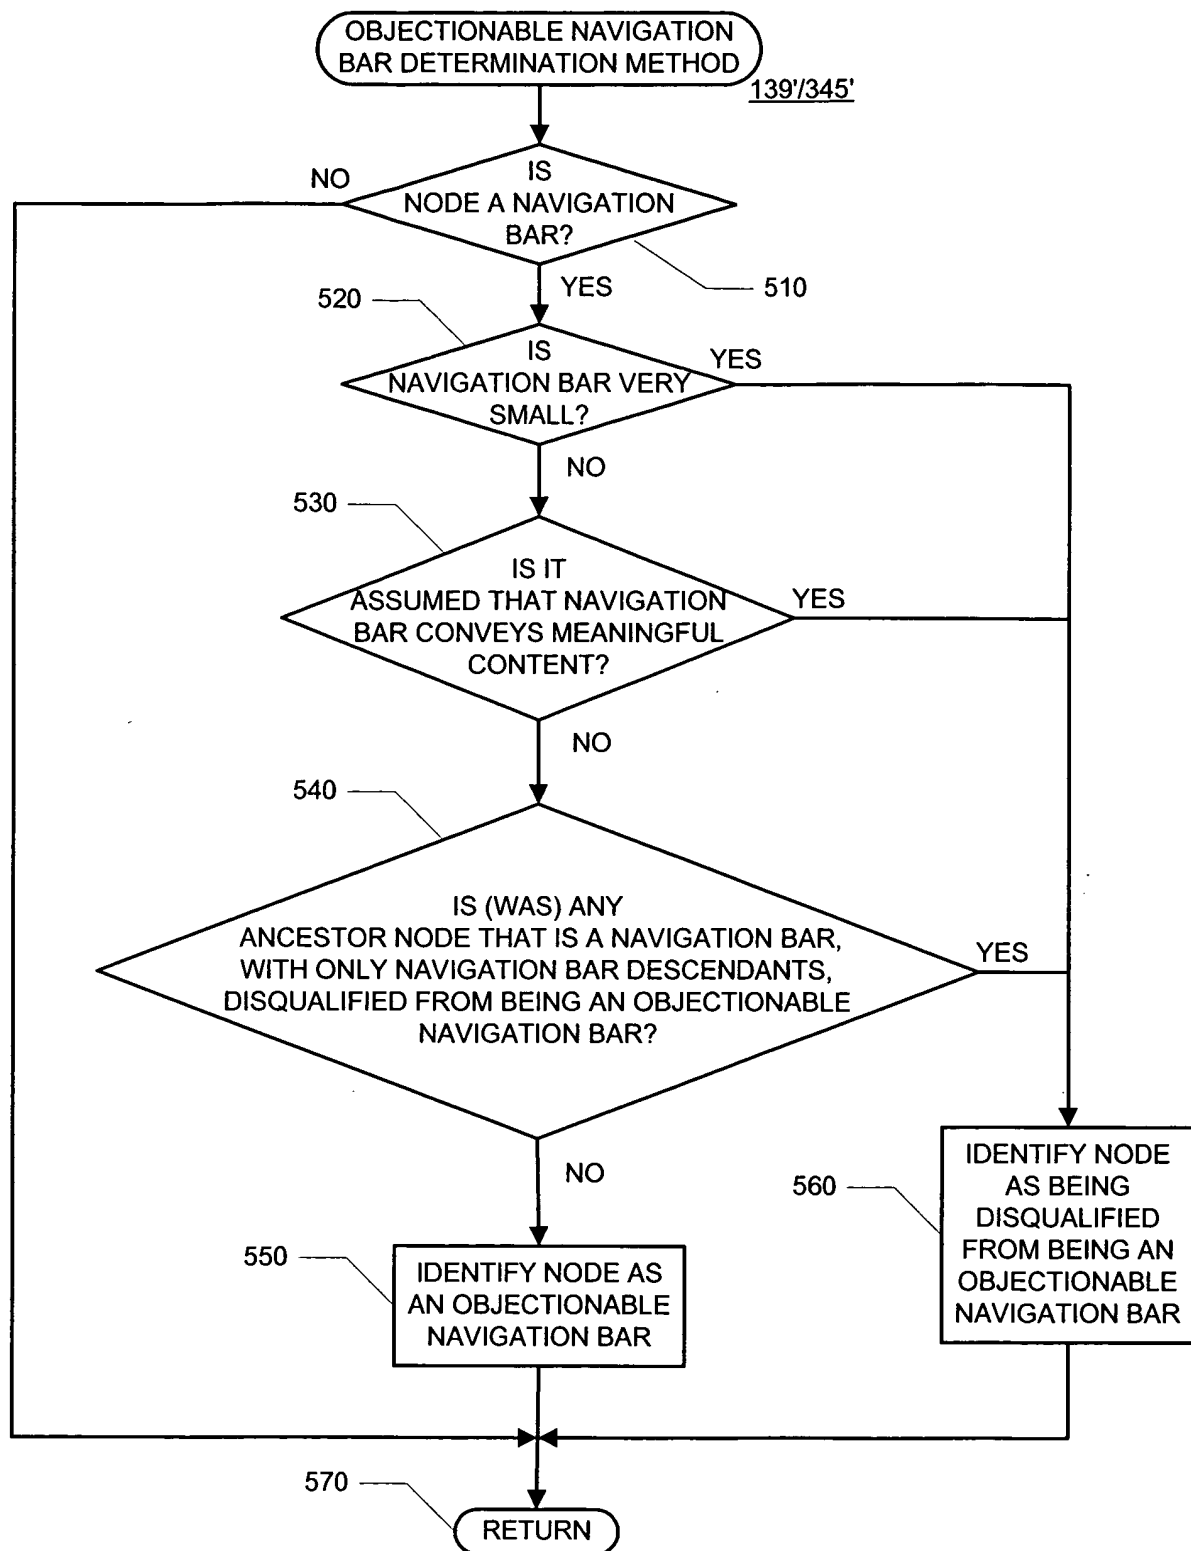 OBJECTIONABLE NAVIGATION
BAR DETERMINATION METHOD
139'/345'
NO
IS
NODE A NAVIGATION
BAR?
510
YES
520
IS
NAVIGATION BAR VERY
SMALL?
YES
NO
530
IS IT
ASSUMED THAT NAVIGATION
BAR CONVEYS MEANINGFUL
CONTENT?
YES
NO
540
IS (WAS) ANY
ANCESTOR NODE THAT IS A NAVIGATION BAR,
WITH ONLY NAVIGATION BAR DESCENDANTS,
DISQUALIFIED FROM BEING AN OBJECTIONABLE
NAVIGATION BAR?
YES
NO
550
IDENTIFY NODE AS
AN OBJECTIONABLE
NAVIGATION BAR
560
IDENTIFY NODE
AS BEING
DISQUALIFIED
FROM BEING AN
OBJECTIONABLE
NAVIGATION BAR
570
RETURN